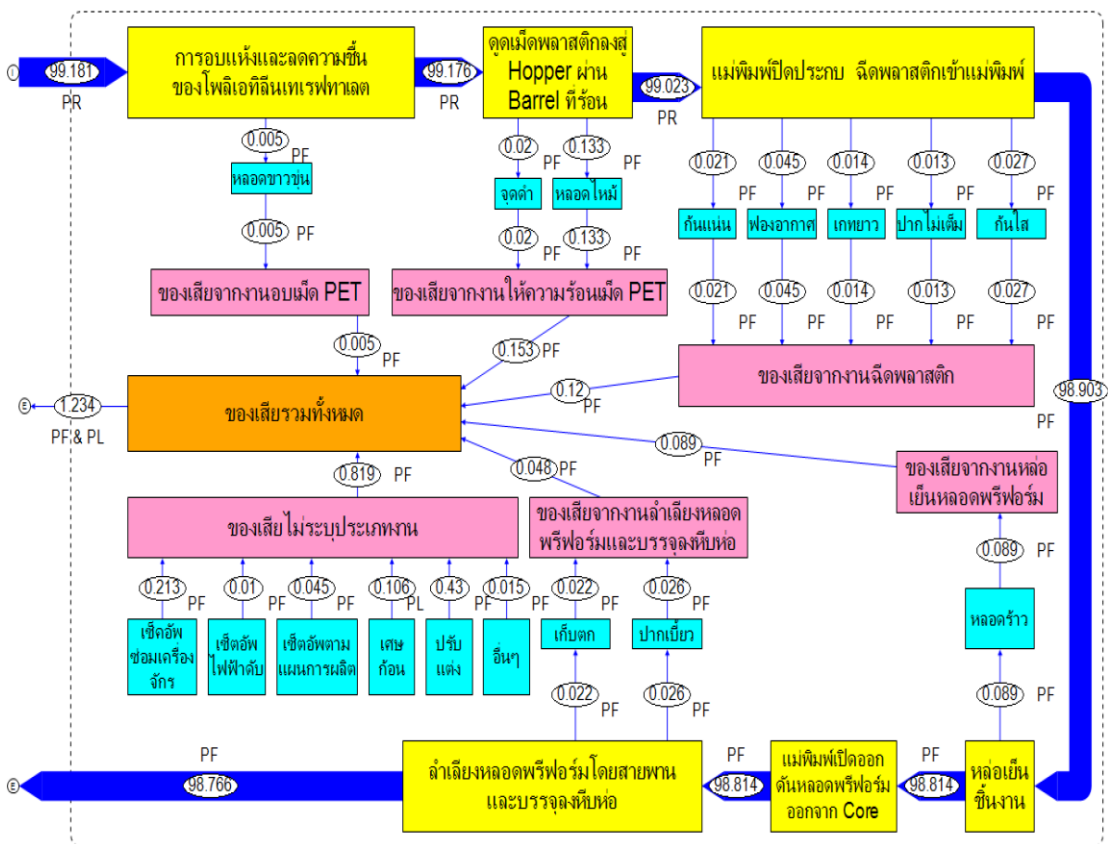 การอบแห้งและลดความชื้น
ของโพลิเอทิลีนเทเรฟทาเลต
ดูดเม็ดพลาสติกลงสู่
Hopper ผ่าน
Barrel ที่ร้อน
แม่พิมพ์ปิดประกบ ฉีดพลาสติกเข้าแม่พิมพ์
I
99.181
PR
99.176
PR
99.023
PR
0.005
PF
0.02
PF
0.133
PF
0.021
PF
0.045
PF
0.014
PF
0.013
PF
0.027
PF
หลอดขาวขุ่น
จุดดำ
หลอดไหม้
ก้นแน่น
ฟองอากาศ
เกทยาว
ปากไม่เต็ม
ก้นใส
0.005
PF
0.02
PF
0.133
PF
0.021
PF
0.045
PF
0.014
PF
0.013
PF
0.027
PF
ของเสียจากงานอบเม็ด PET
ของเสียจากงานให้ความร้อนเม็ด PET
ของเสียจากงานฉีดพลาสติก
0.005
PF
0.153
PF
0.12
PF
98.903
PF
E
1.234
PF & PL
ของเสียรวมทั้งหมด
0.819
PF
0.048
PF
0.089
PF
ของเสียจากงานหล่อ
เย็นหลอดพรีฟอร์ม
ของเสียไม่ระบุประเภทงาน
ของเสียจากงานลำเลียงหลอด
พรีฟอร์มและบรรจุลงหีบห่อ
0.213
PF
0.01
PF
0.045
PF
0.106
PL
0.43
PF
0.015
PF
0.022
PF
0.026
PF
0.089
PF
เซ็ตอัพ
ซ่อมเครื่อง
จักร
เซ็ตอัพ
ไฟฟ้าดับ
เซ็ตอัพตาม
แผนการผลิต
เศษ
ก้อน
ปรับ
แต่ง
อื่นๆ
เก็บตก
ปากเบี้ยว
หลอดร้าว
0.022
PF
0.026
PF
0.089
PF
E
98.766
PF
ลำเลียงหลอดพรีฟอร์มโดยสายพาน
และบรรจุลงหีบห่อ
98.814
PF
แม่พิมพ์เปิดออก
ดันหลอดพรีฟอร์ม
ออกจาก Core
98.814
PF
หล่อเย็น
ชิ้นงาน